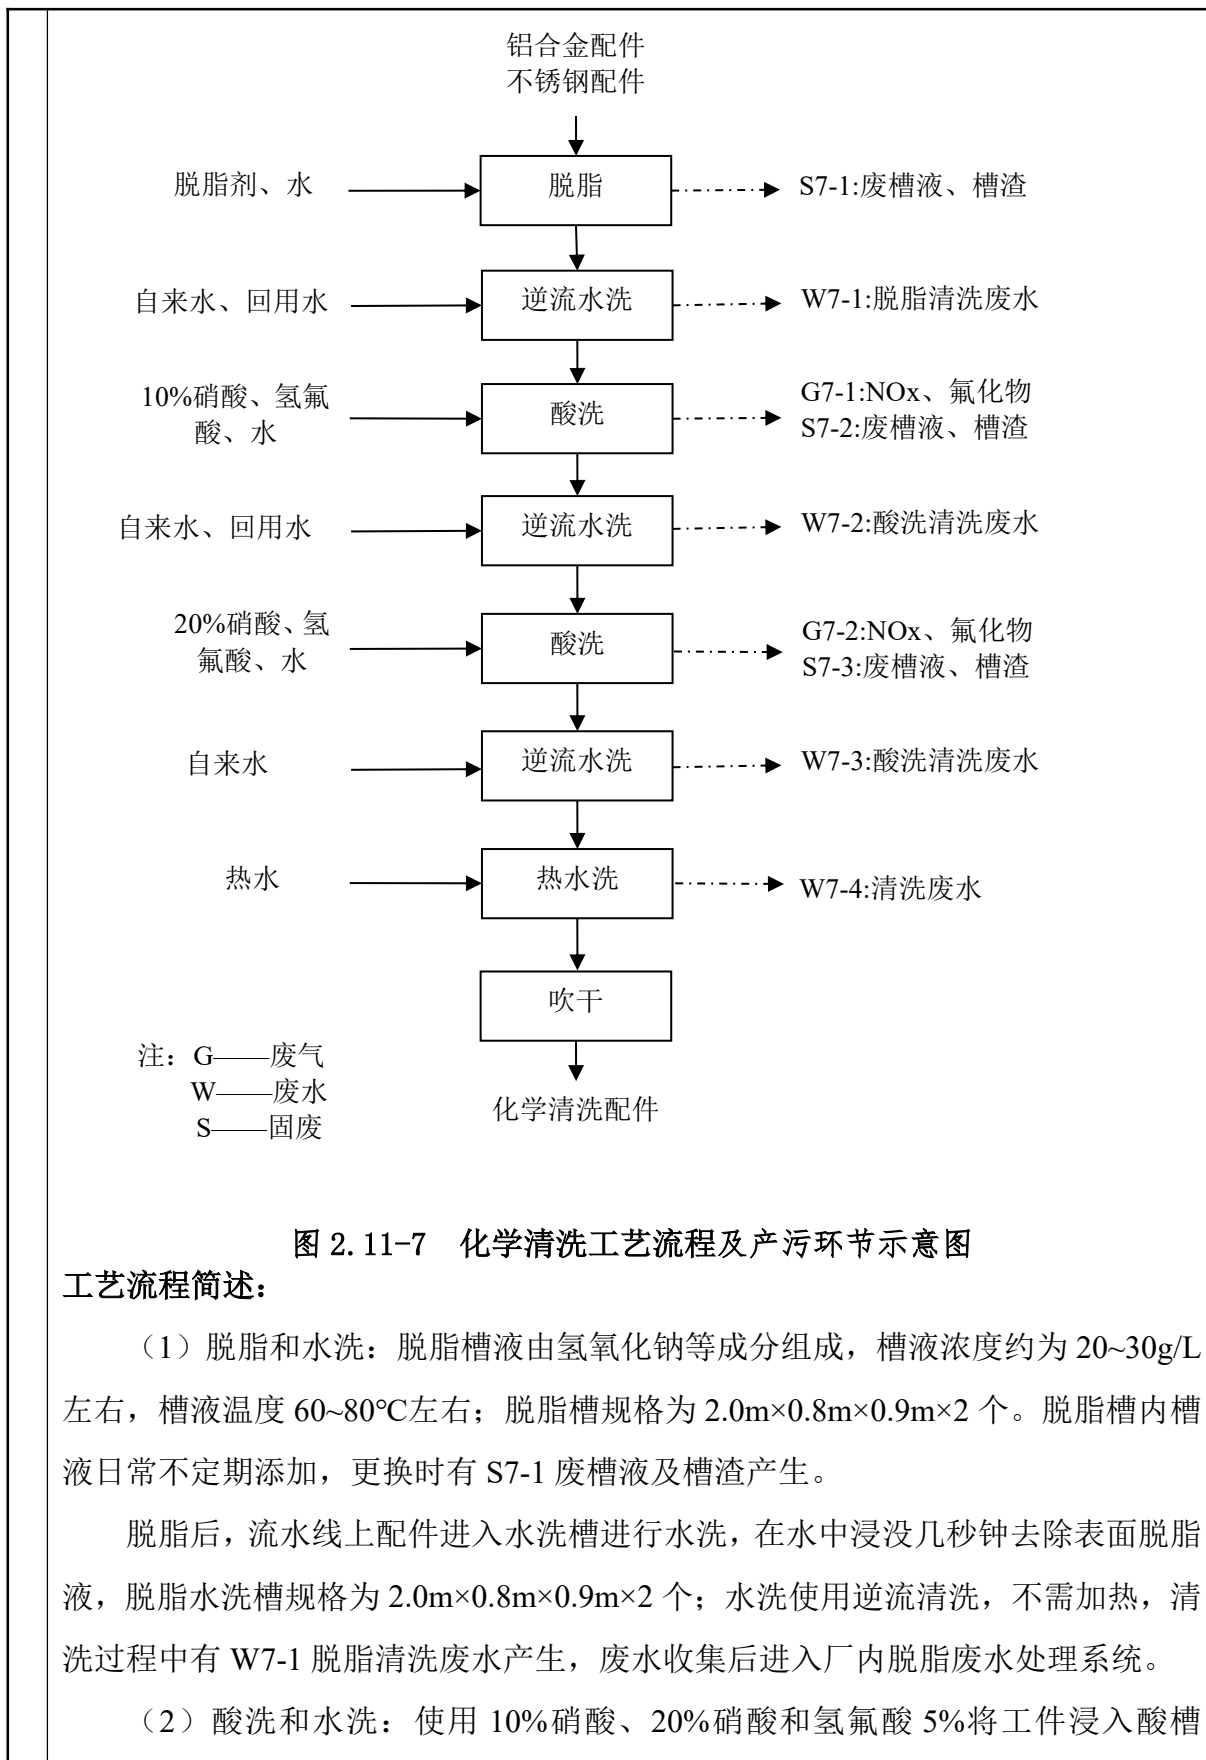 铝合金配件
不锈钢配件
脱脂剂、水
脱脂
S7-1:废槽液、槽渣
自来水、回用水
逆流水洗
W7-1:脱脂清洗废水
10%硝酸、氢氟
酸、水
酸洗
G7-1:NOx、氟化物
S7-2:废槽液、槽渣
自来水、回用水
逆流水洗
W7-2:酸洗清洗废水
20%硝酸、氢
氟酸、水
酸洗
G7-2:NOx、氟化物
S7-3:废槽液、槽渣
自来水
逆流水洗
W7-3:酸洗清洗废水
热水
热水洗
W7-4:清洗废水
吹干
注：G——废气
W——废水
S——固废
化学清洗配件
图 2.11-7 化学清洗工艺流程及产污环节示意图
工艺流程简述：
（1）脱脂和水洗：脱脂槽液由氢氧化钠等成分组成，槽液浓度约为 20~30g/L
左右，槽液温度 60~80℃左右；脱脂槽规格为 2.0m×0.8m×0.9m×2 个。脱脂槽内槽
液日常不定期添加，更换时有 S7-1 废槽液及槽渣产生。
脱脂后，流水线上配件进入水洗槽进行水洗，在水中浸没几秒钟去除表面脱脂
液，脱脂水洗槽规格为 2.0m×0.8m×0.9m×2 个；水洗使用逆流清洗，不需加热，清
洗过程中有 W7-1 脱脂清洗废水产生，废水收集后进入厂内脱脂废水处理系统。
（2）酸洗和水洗：使用 10%硝酸、20%硝酸和氢氟酸 5%将工件浸入酸槽